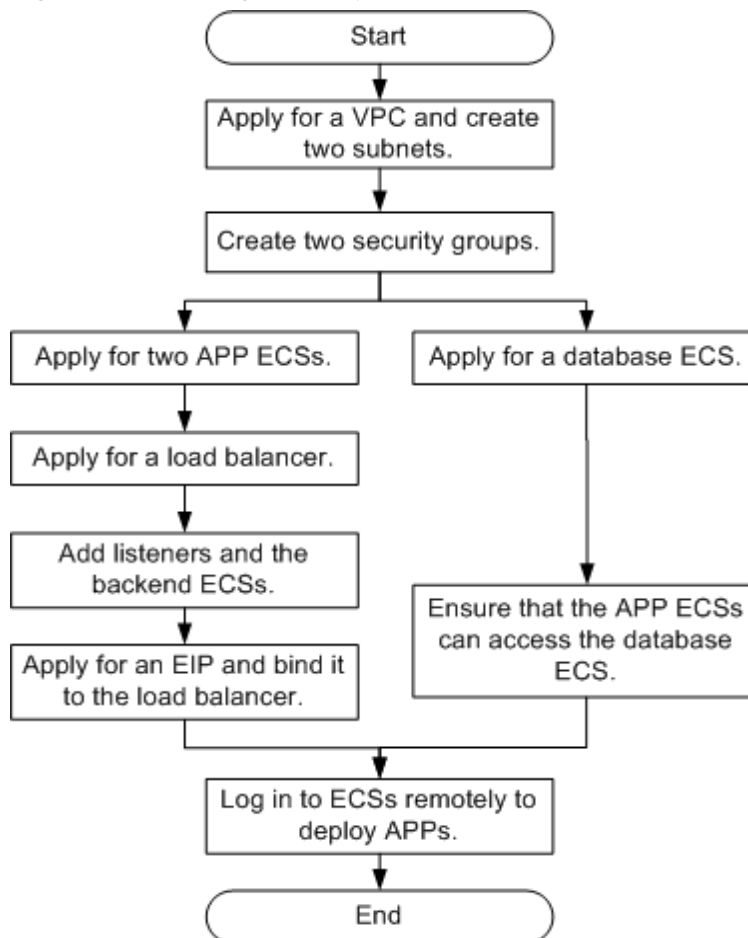 Start
Apply for a VPC and create
two subnets.
Create two security groups.
Apply for two APP ECSs.
Apply for a database ECS.
Apply for a load balancer.
Add listeners and the
backend ECSs.
Ensure that the APP ECSs
can access the database
ECS.
Apply for an EIP and bind it
to the load balancer.
Log in to ECSs remotely to
deploy APPs.
End